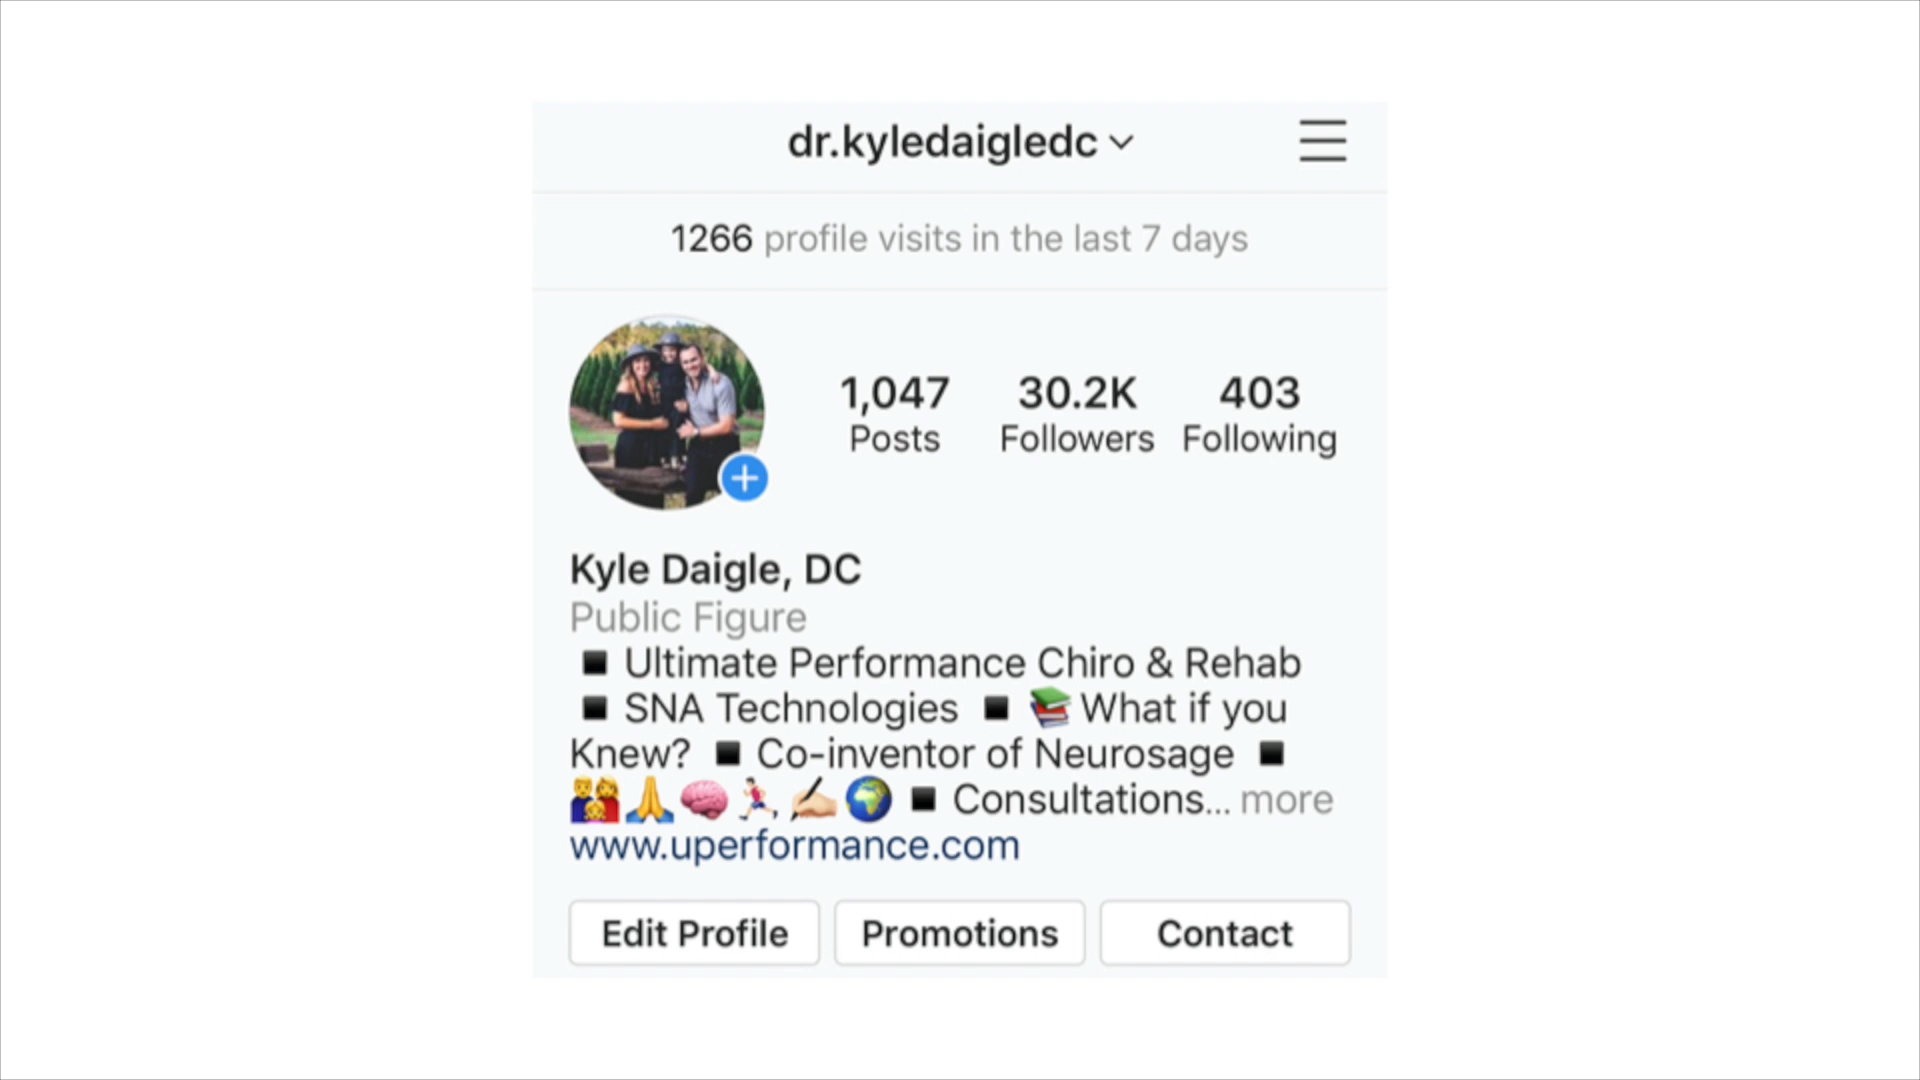 dr.kyledaigledc
1266 profile visits in the last 7 days
1,047 30.2K 403
Posts Followers Following
Kyle Daigle, DC
Public Figure
◾ Ultimate Performance Chiro & Rehab
◾ SNA Technologies ◾ 📚What if you
Knew? ◾ Co-inventor of Neurosage ◾
👨‍👩‍👧🙏🧠🏃🏻✍🏼🌍 ◾ Consultations... more
www.uperformance.com
Edit Profile Promotions Contact